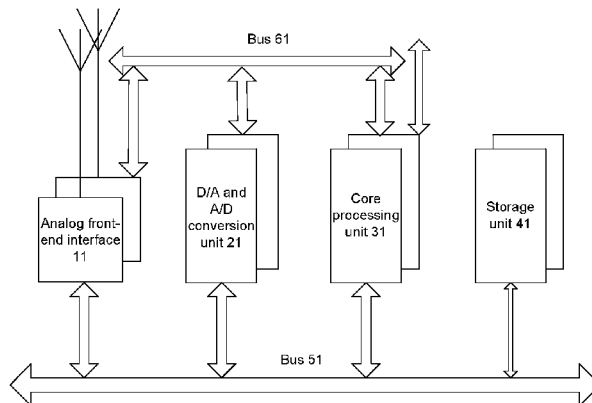 Bus 61
Analog front-
end interface
11
D/A and
A/D
conversion
unit 21
Core
processing
unit 31
Storage
unit 41
Bus 51